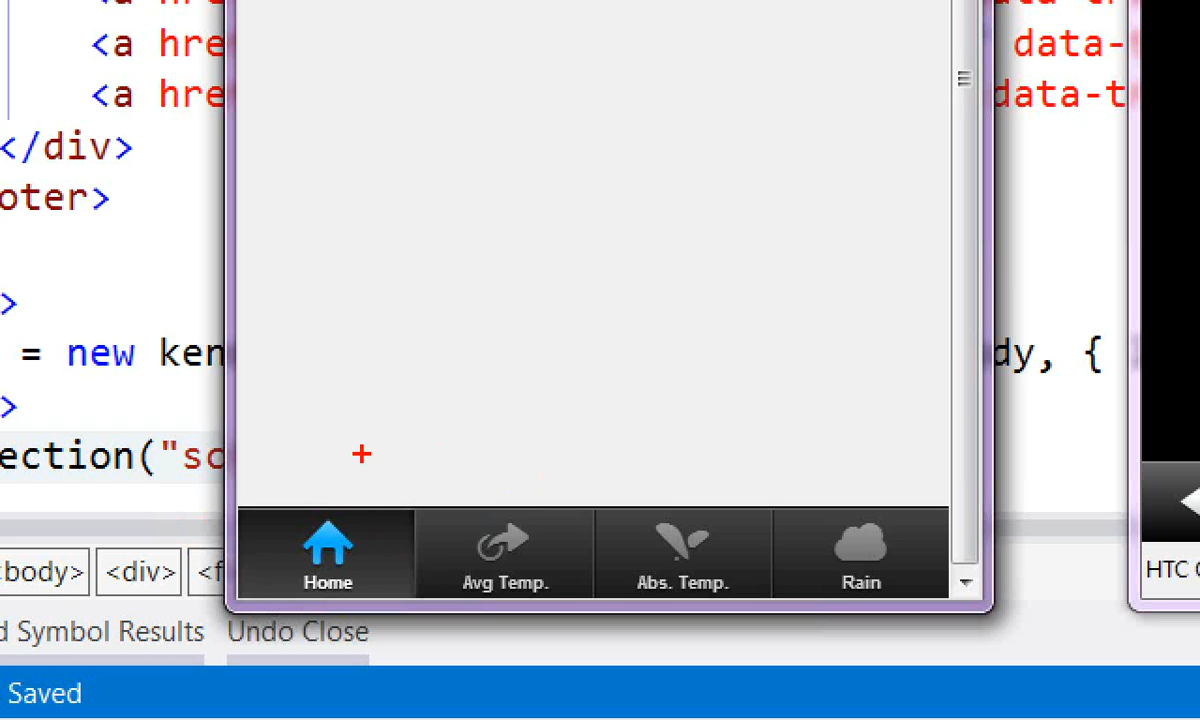 <a hre data-
<a hre data-t
</div>
oter>
>
= new ken dy, {
>
ection("sc
Home Avg Temp. Abs. Temp. Rain
HTC
body> <div> <f
d Symbol Results Undo Close
Saved